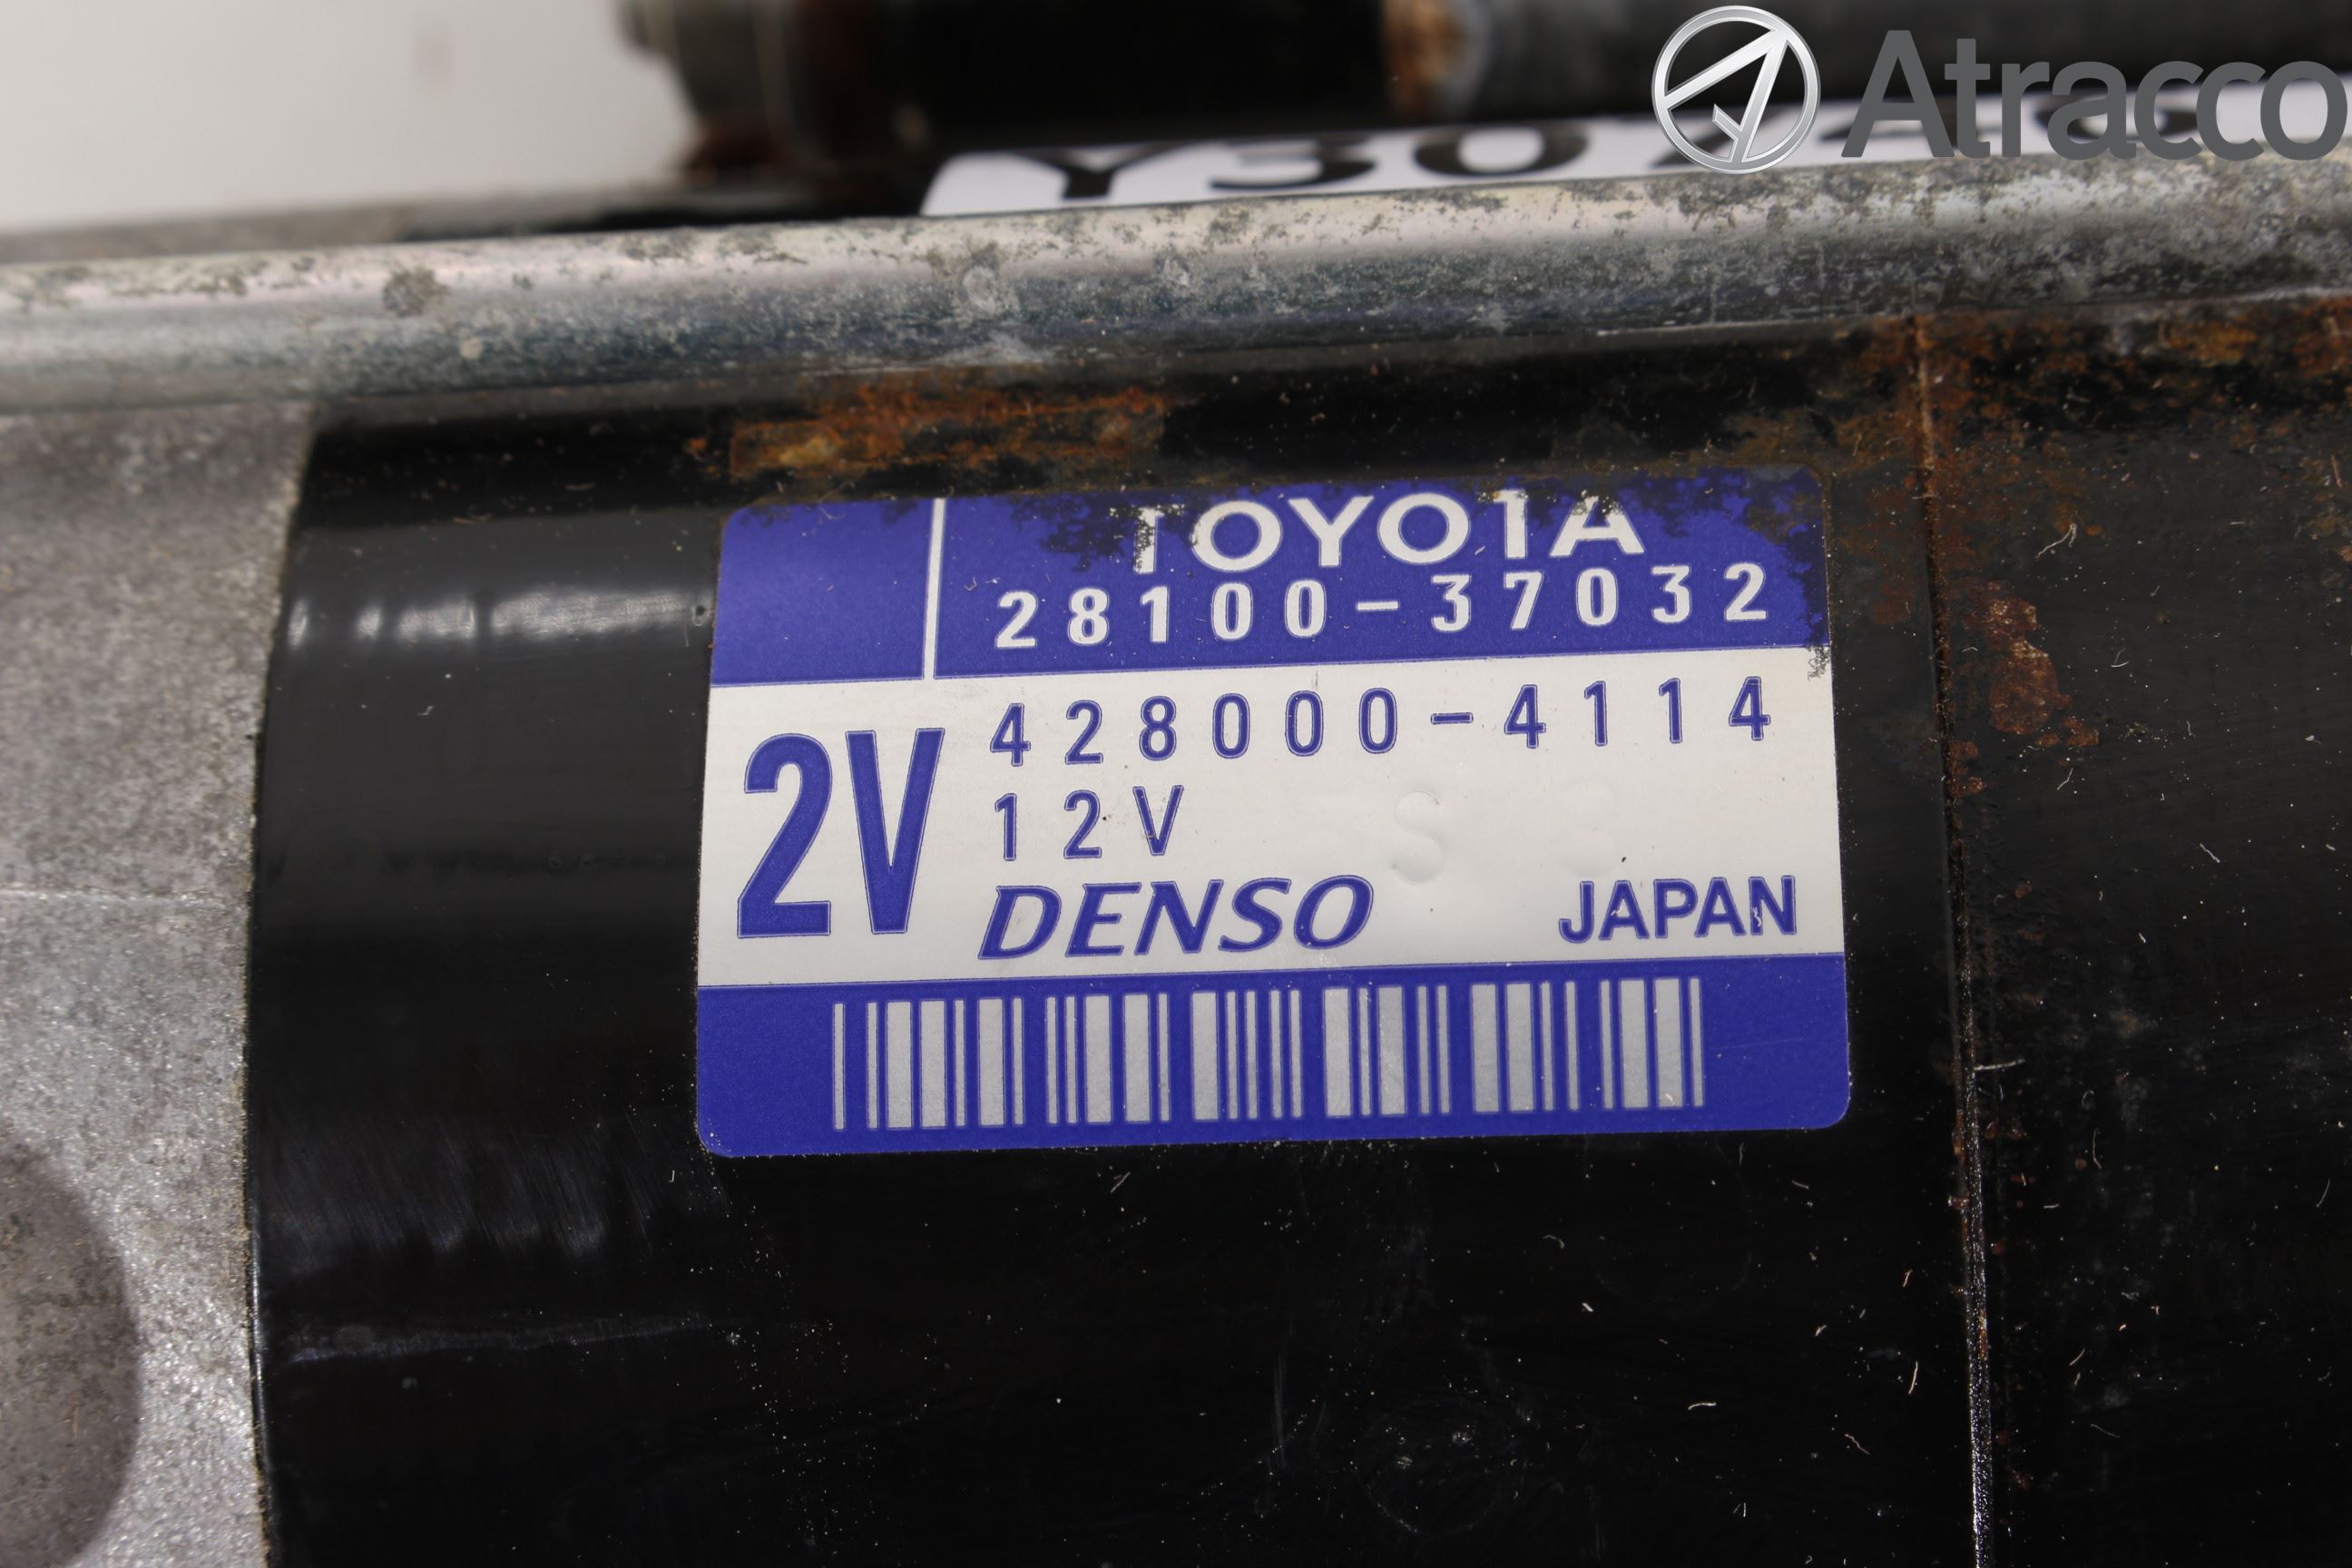 Atracco
TOYOTA
28100-37032
2V
428000-4114
12V
DENSO JAPAN